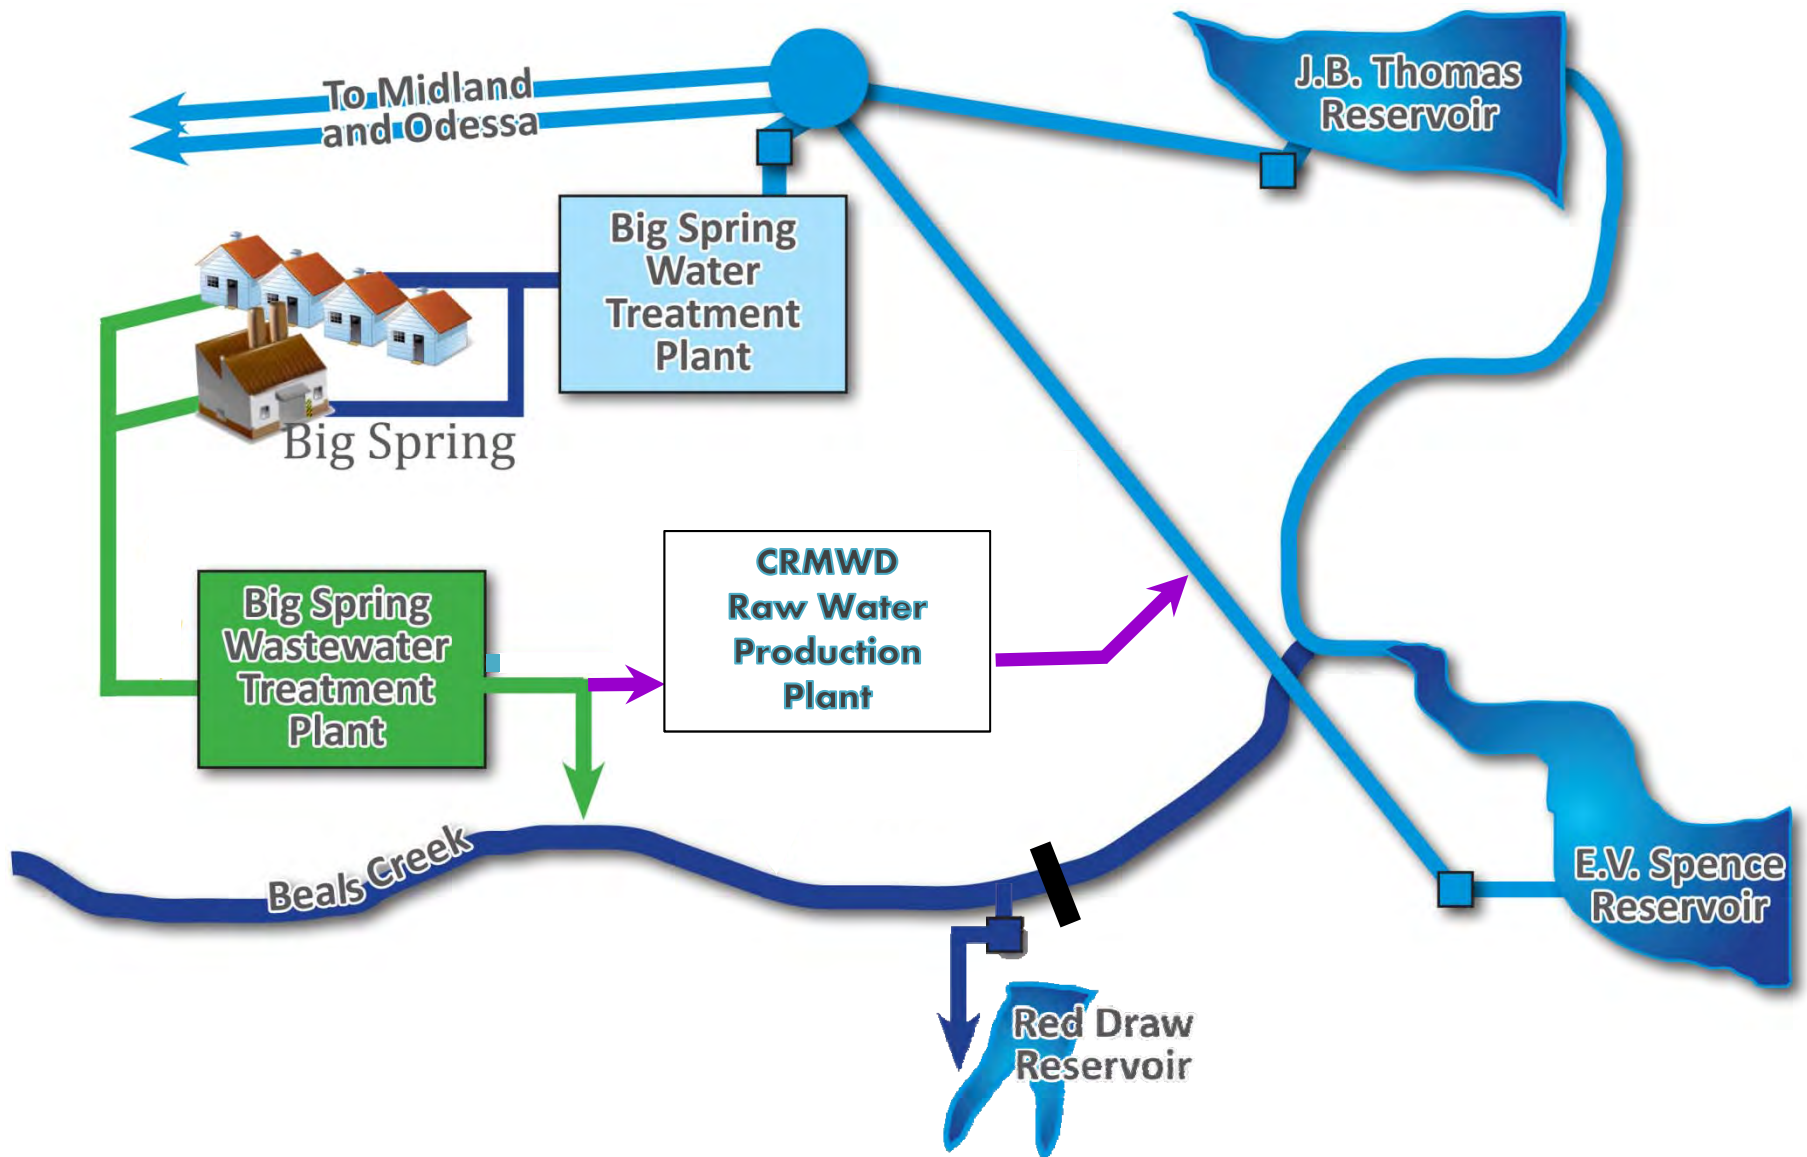 To Midland
and Odessa
J.B. Thomas
Reservoir
Big Spring
Water
Treatment
Plant
Big Spring
CRMWD
Raw Water
Production
Plant
Big Spring
Wastewater
Treatment
Plant
Beals Creek
E.V. Spence
Reservoir
Red Draw
Reservoir